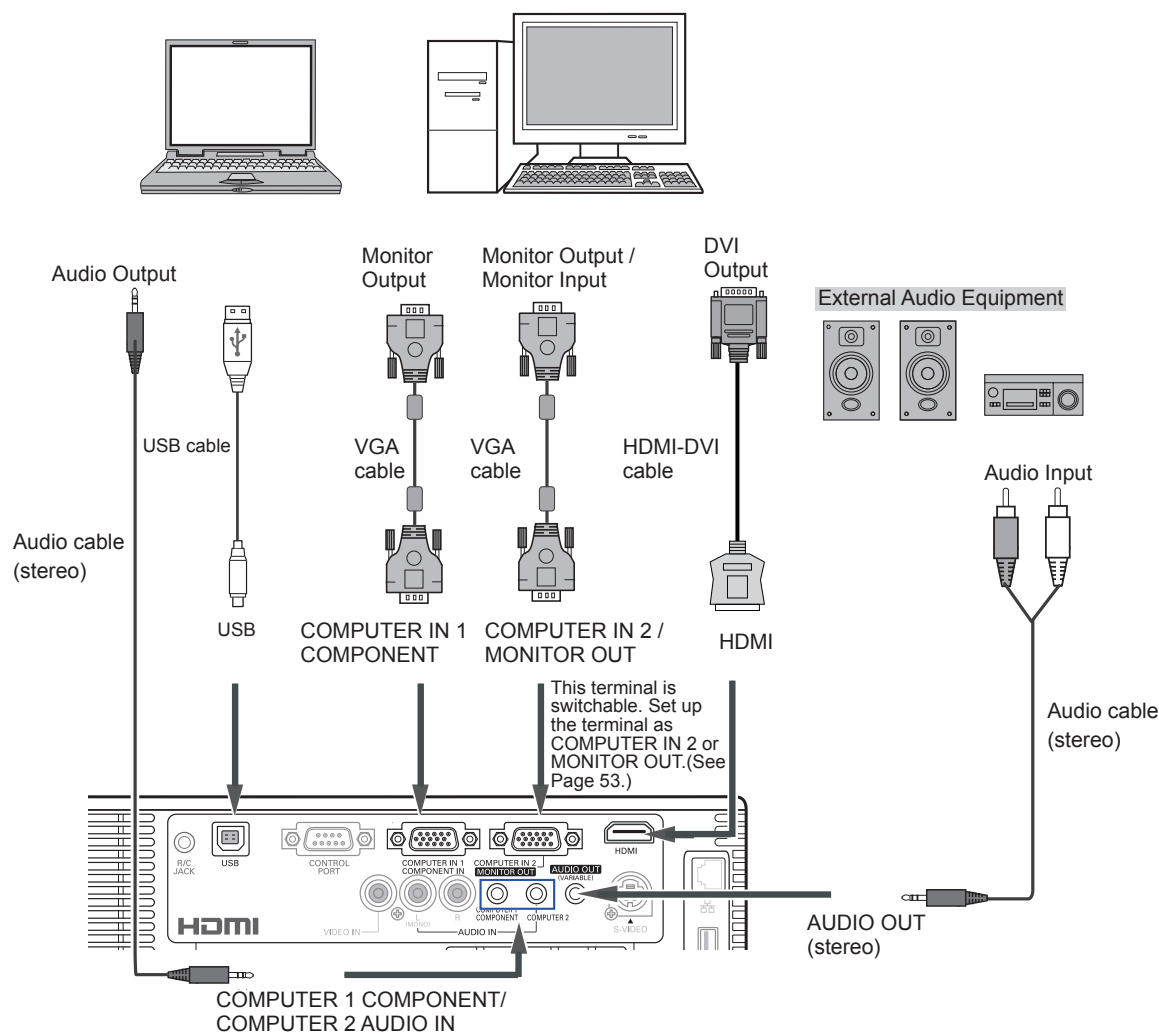 Monitor
Output
Monitor Output /
Monitor Input
DVI
Output
Audio Output
External Audio Equipment
USB cable
VGA
cable
VGA
cable
HDMI-DVI
cable
Audio Input
Audio cable
(stereo)
USB
COMPUTER IN 1
COMPONENT
COMPUTER IN 2 /
MONITOR OUT
HDMI
This terminal is
switchable. Set up
the terminal as
COMPUTER IN 2 or
MONITOR OUT.(See
Page 53.)
Audio cable
(stereo)
R/C
JACK
USB
CONTROL
PORT
COMPUTER IN 1
COMPONENT IN
COMPUTER IN 2
MONITOR OUT
AUDIO OUT
(VARIABLE)
HDMI
HDMI
VIDEO IN
L
(MONO)
R
AUDIO IN
COMPUTER 1
COMPONENT
COMPUTER 2
S-VIDEO
AUDIO OUT
(stereo)
COMPUTER 1 COMPONENT/
COMPUTER 2 AUDIO IN